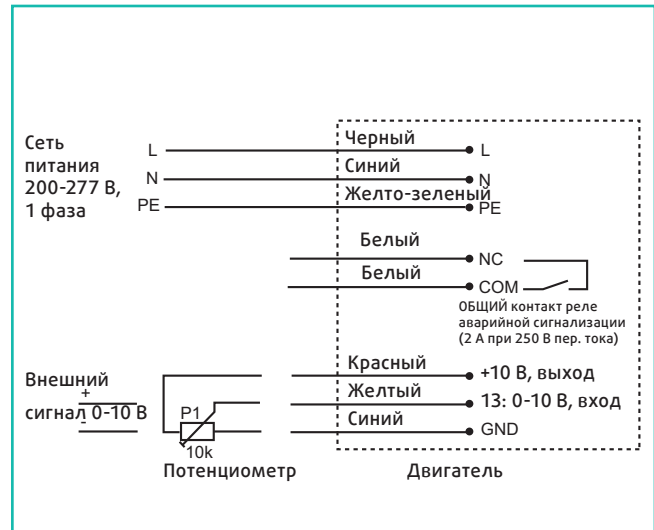 Сеть
питания
200-277 В,
1 фаза
L Черный L
N Синий N
PE Желто-зеленый PE
Белый NC
Белый COM
ОБЩИЙ контакт реле
аварийной сигнализации
(2 А при 250 В пер. тока)
Внешний
+
сигнал 0-10 В
-
P1
10k
Красный +10 В, выход
Желтый 13: 0-10 В, вход
Синий GND
Потенциометр Двигатель